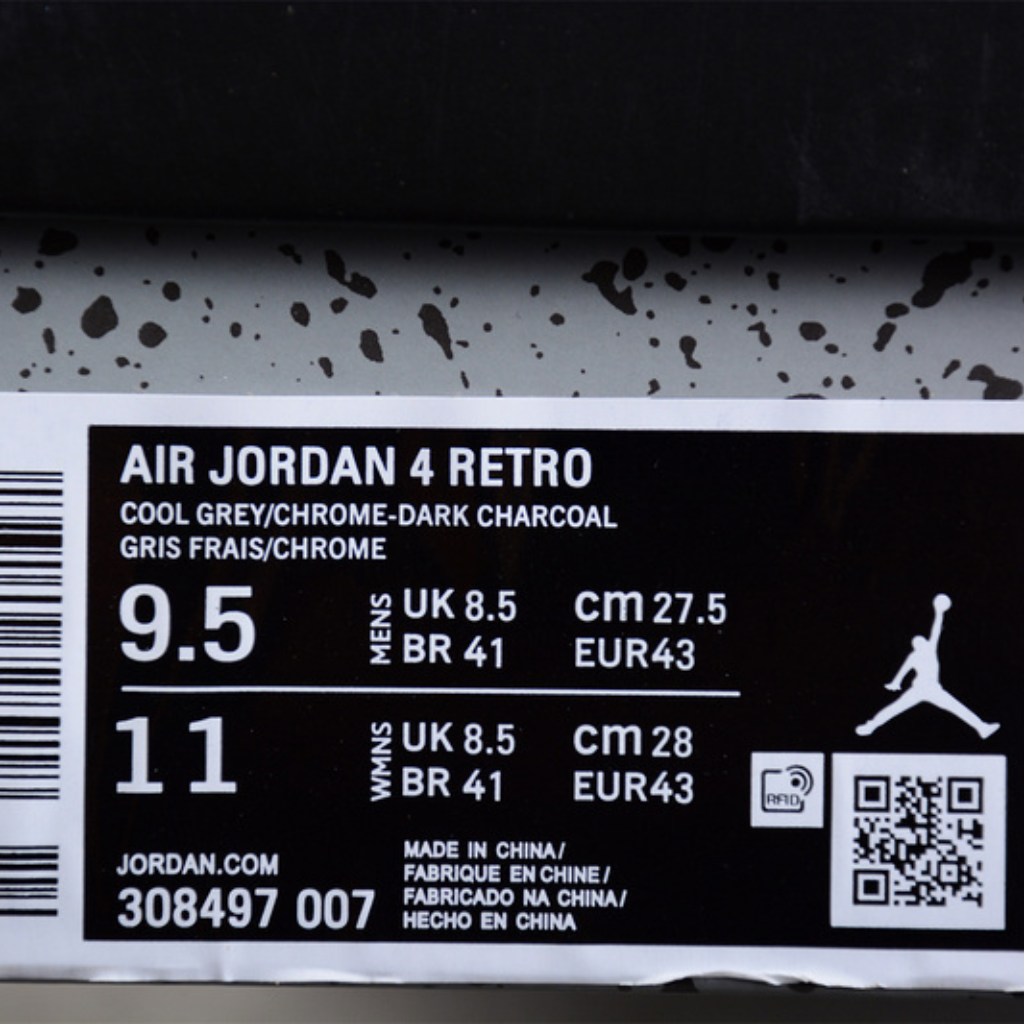 AIR JORDAN 4 RETRO
COOL GREY/CHROME-DARK CHARCOAL
GRIS FRAIS/CHROME
9.5
MENS
UK 8.5
cm 27.5
BR 41
EUR43
11
WMNS
UK 8.5
cm 28
BR 41
EUR43
RFID
JORDAN.COM
308497 007
MADE IN CHINA/
FABRIQUE EN CHINE/
FABRICADO NA CHINA/
HECHO EN CHINA